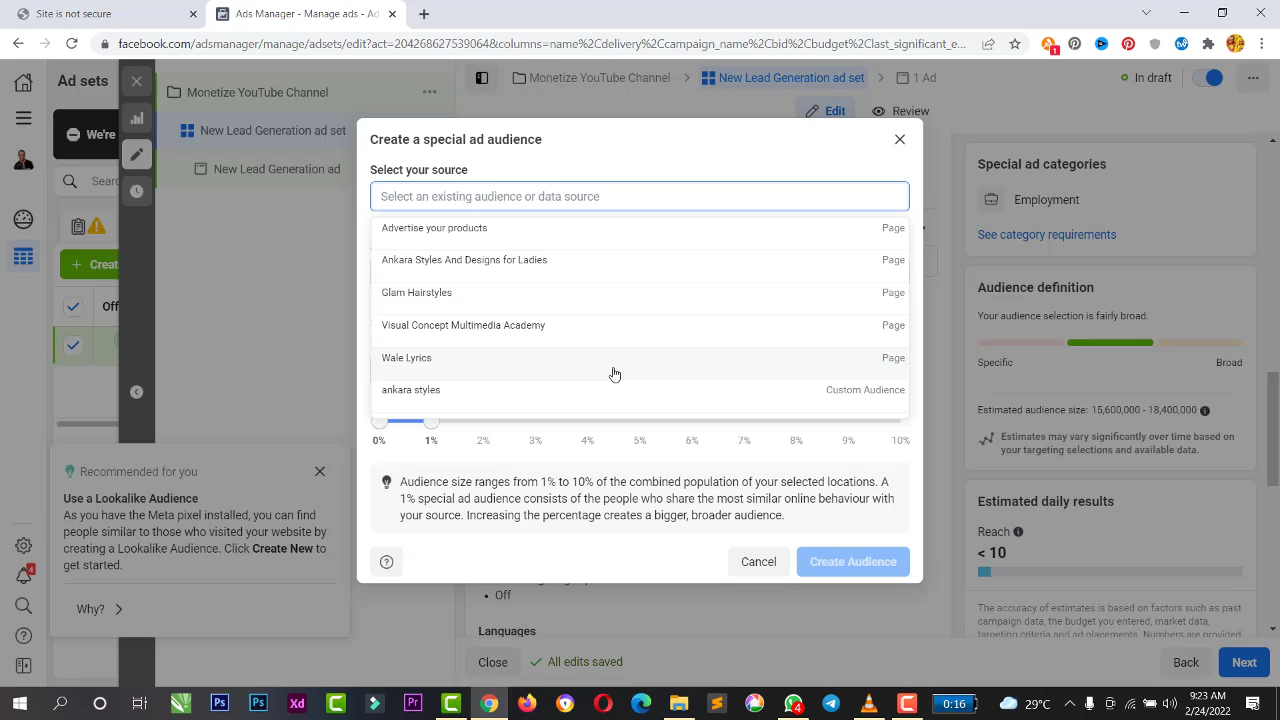 Site is not secure
Ads Manager - Manage ads - Ad
facebook.com/adsmanager/manage/adsets/edit?act=204268627539064&column=name%2Cdelivery%2Ccampaign_name%2Cbid%2Cbudget%2Clast_significant_e...
1
Ad sets
Monetize YouTube Channel
Monetize YouTube Channel
New Lead Generation ad set
1 Ad
In draft
Edit
Review
We're
New Lead Generation ad set
New Lead Generation ad
Searc
Creat
Off
Create a special ad audience
Select your source
Select an existing audience or data source
Advertise your products
Page
Ankara Styles And Designs for Ladies
Page
Glam Hairstyles
Page
Visual Concept Multimedia Academy
Page
Wale Lyrics
Page
ankara styles
Custom Audience
0%
1%
2%
3%
4%
5%
6%
7%
8%
9%
10%
Audience size ranges from 1% to 10% of the combined population of your selected locations. A
1% special ad audience consists of the people who share the most similar online behaviour with
your source. Increasing the percentage creates a bigger, broader audience.
Cancel
Create Audience
Special ad categories
Employment
See category requirements
Audience definition
Your audience selection is fairly broad.
Specific
Broad
Estimated audience size: 15,600,000 - 18,400,000
Estimates may vary significantly over time based on
your targeting selections and available data.
Estimated daily results
Reach
< 10
The accuracy of estimates is based on factors such as past
campaign data, the budget you entered, market data,
targeting criteria and ad placements. Numbers are provided
Recommended for you
Use a Lookalike Audience
As you have the Meta pixel installed, you can find
people similar to those who visited your website by
creating a Lookalike Audience. Click Create New to
get started.
Why?
4
Off
Languages
Close
All edits saved
Back
Next
Ps
Ps
Xd
Pr
4
0:16
29°C
9:23 AM
2/24/2022